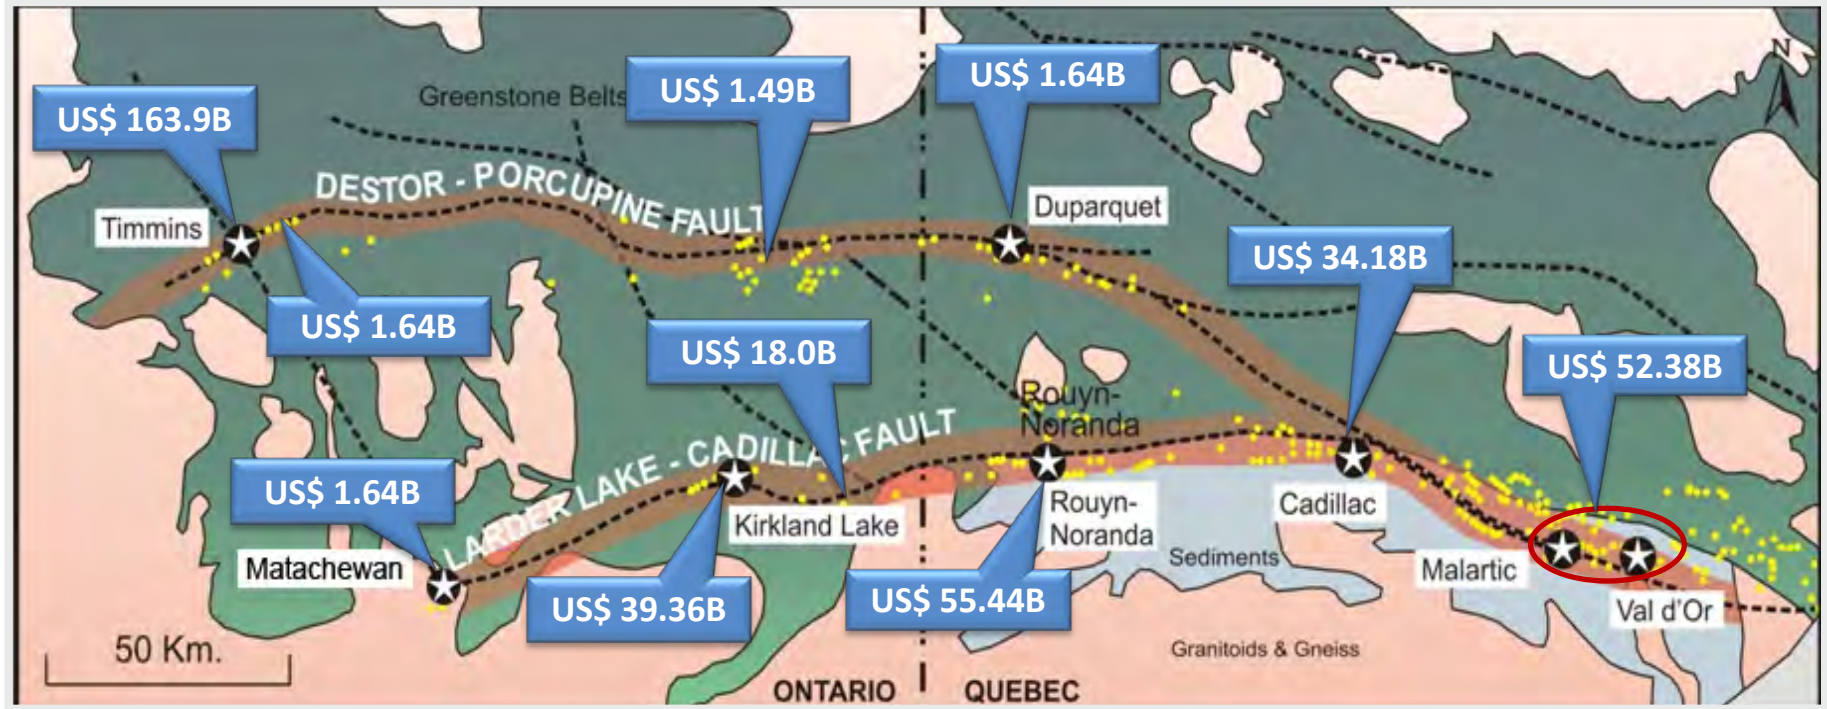 N
US$ 163.9B
Greenstone Belts
US$ 1.49B
US$ 1.64B
DESTOR - PORCUPINE FAULT
Timmins
Duparquet
US$ 34.18B
US$ 1.64B
US$ 18.0B
US$ 52.38B
Rouyn-
Noranda
LARDER LAKE - CADILLAC FAULT
US$ 1.64B
Kirkland Lake
Rouyn-
Noranda
Cadillac
Matachewan
Sediments
Malartic
US$ 39.36B
US$ 55.44B
Val d'Or
50 Km.
Granitoids & Gneiss
ONTARIO
QUEBEC